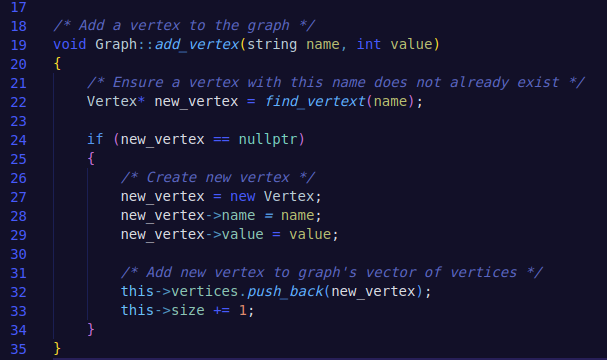 17
18 /* Add a vertex to the graph */
19 void Graph::add_vertex(string name, int value)
20 {
21     /* Ensure a vertex with this name does not already exist */
22     Vertex* new_vertex = find_vertext(name);
23
24     if (new_vertex == nullptr)
25     {
26         /* Create new vertex */
27         new_vertex = new Vertex;
28         new_vertex->name = name;
29         new_vertex->value = value;
30
31         /* Add new vertex to graph's vector of vertices */
32         this->vertices.push_back(new_vertex);
33         this->size += 1;
34     }
35 }